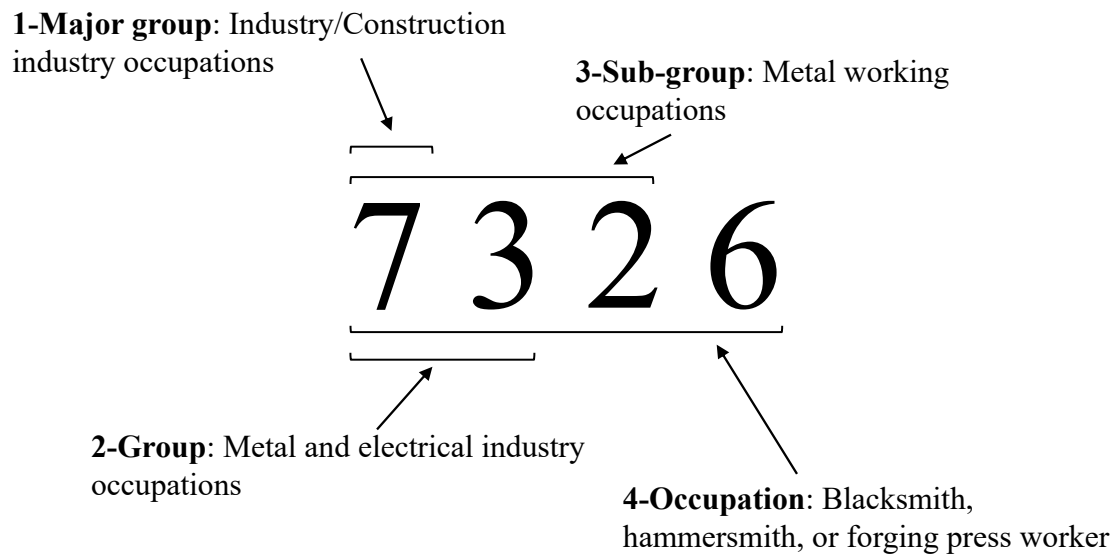 1-Major group: Industry/Construction
industry occupations
3-Sub-group: Metal working
occupations
7 3 2 6
2-Group: Metal and electrical industry
occupations
4-Occupation: Blacksmith,
hammersmith, or forging press worker